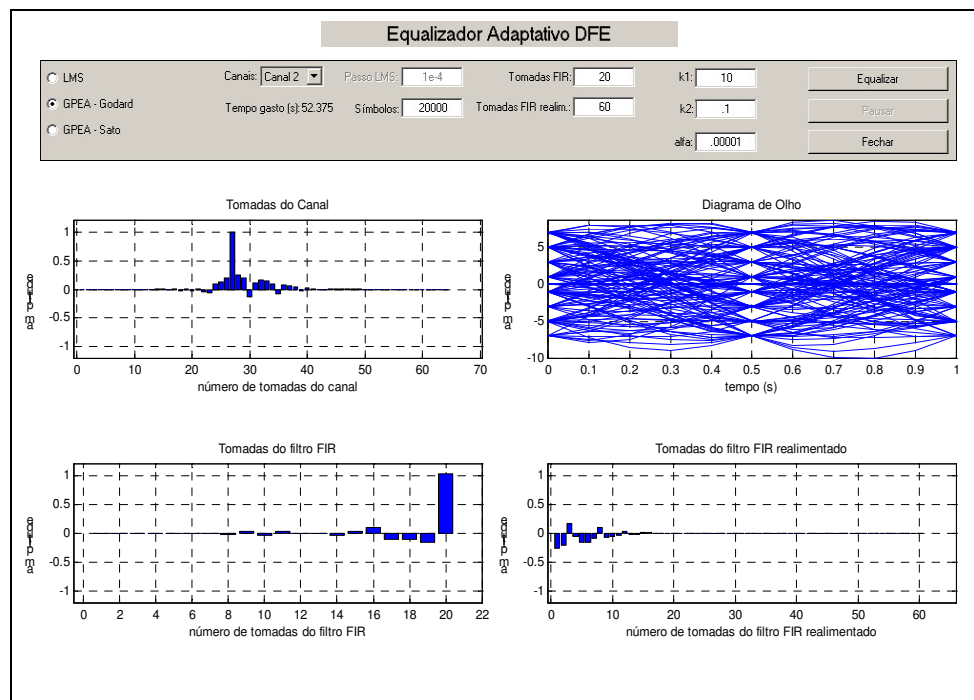 Equalizador Adaptativo DFE
LMS
GPEA - Godard
GPEA - Sato
Canais: Canal 2
Tempo gasto (s): 52.375
Passo LMS: 1e-4
Símbolos: 20000
Tomadas FIR: 20
Tomadas FIR realim.: 60
k1: 10
k2: .1
alfa: .00001
Equalizar
Pausar
Fechar
Tomadas do Canal
1
0.5
0
-0.5
-1
amplitude
0 10 20 30 40 50 60 70
número de tomadas do canal
Diagrama de Olho
5
0
-5
-10
amplitude
0 0.1 0.2 0.3 0.4 0.5 0.6 0.7 0.8 0.9 1
tempo (s)
Tomadas do filtro FIR
1
0.5
0
-0.5
-1
amplitude
0 2 4 6 8 10 12 14 16 18 20 22
número de tomadas do filtro FIR
Tomadas do filtro FIR realimentado
1
0.5
0
-0.5
-1
amplitude
0 10 20 30 40 50 60
número de tomadas do filtro FIR realimentado